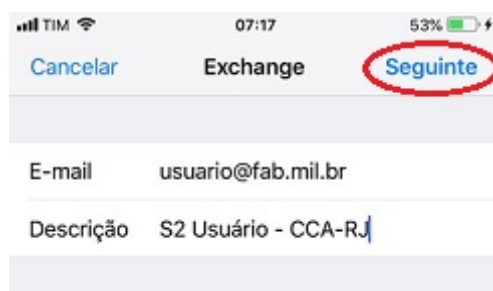 TIM 07:17 53%
Cancelar Exchange Seguinte
E-mail usuario@fab.mil.br
Descrição S2 Usuário - CCA-RJ